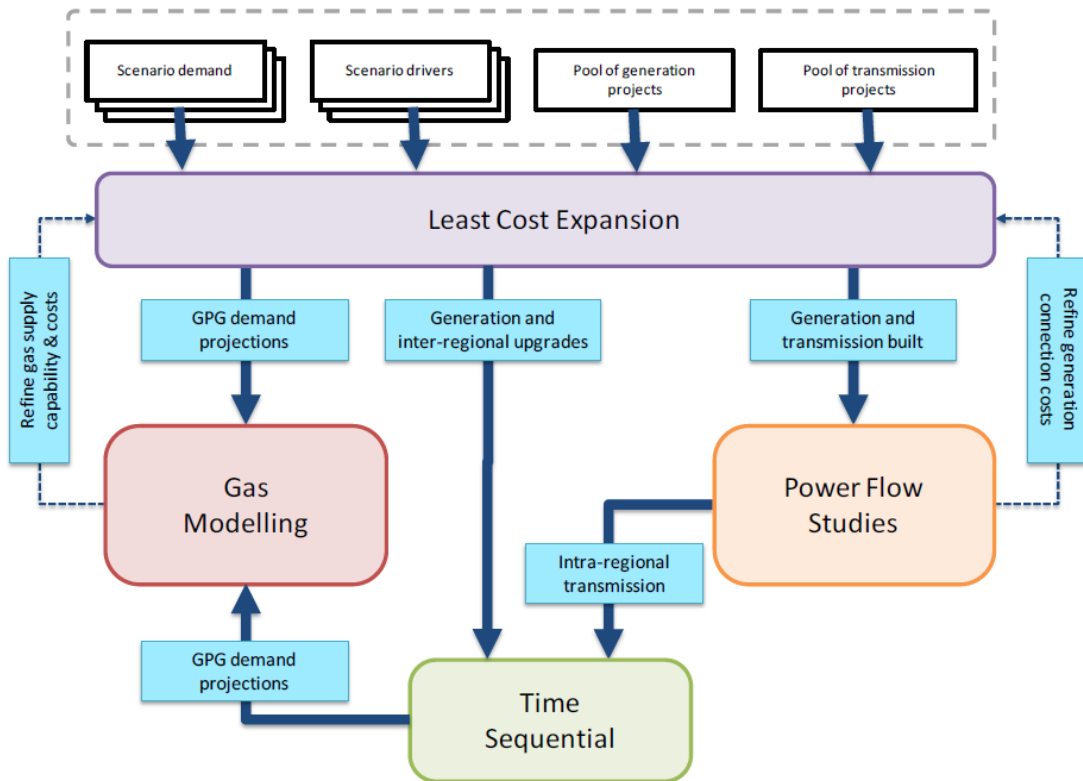 Scenario demand
Scenario drivers
Pool of generation
projects
Pool of transmission
projects
Least Cost Expansion
Refine gas supply
capability & costs
GPG demand
projections
Generation and
inter-regional upgrades
Generation and
transmission built
Refine generation
connection costs
Gas
Modelling
Power Flow
Studies
Intra-regional
transmission
GPG demand
projections
Time
Sequential